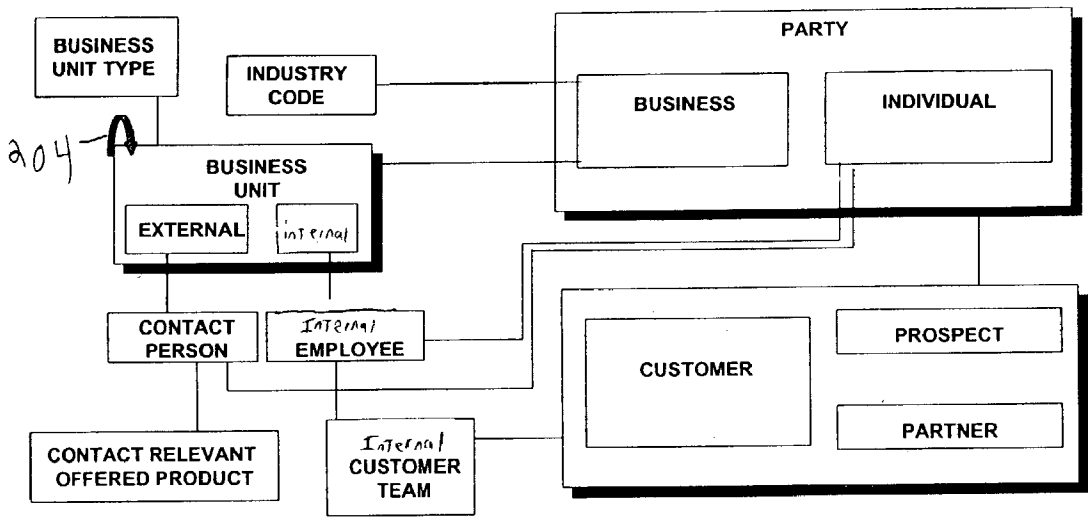 BUSINESS
UNIT TYPE
INDUSTRY
CODE
PARTY
BUSINESS
INDIVIDUAL
204
BUSINESS
UNIT
EXTERNAL
internal
CONTACT
PERSON
Internal
EMPLOYEE
CUSTOMER
PROSPECT
PARTNER
CONTACT RELEVANT
OFFERED PRODUCT
Internal
CUSTOMER
TEAM